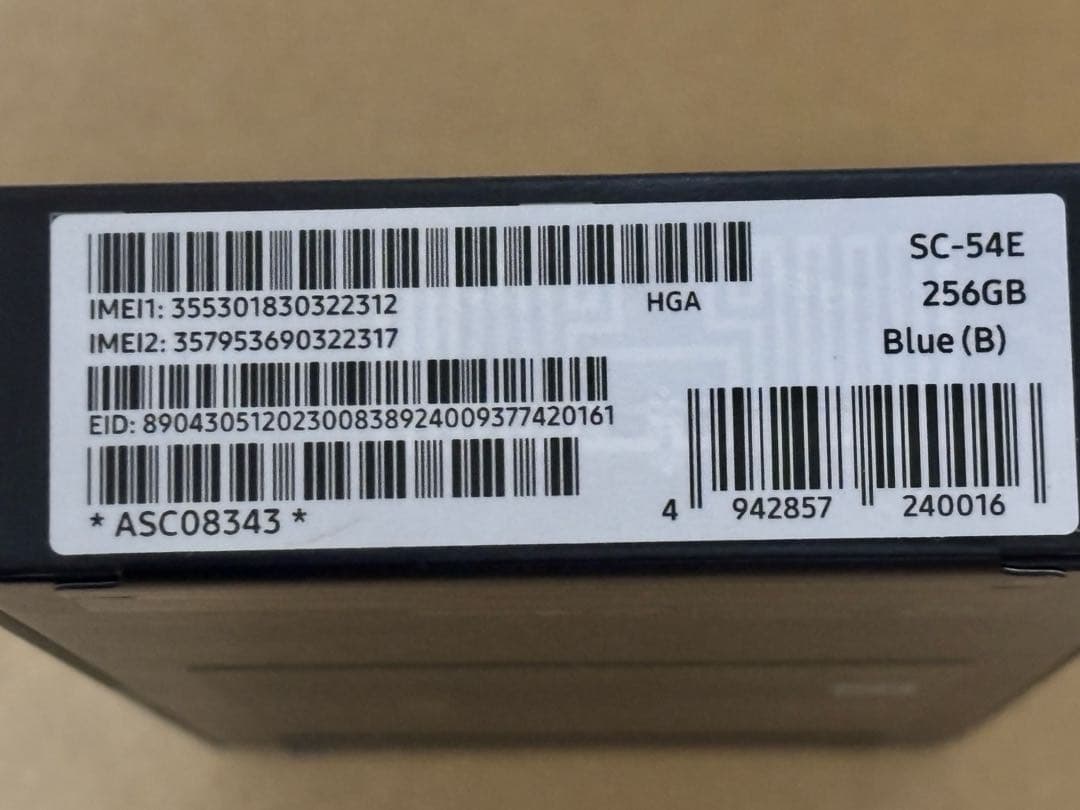 IMEI1: 355301830322312
HGA
IMEI2: 357953690322317
EID: 89043051202300838924009377420161
* ASC08343 *
SC-54E
256GB
Blue (B)
4 942857 240016